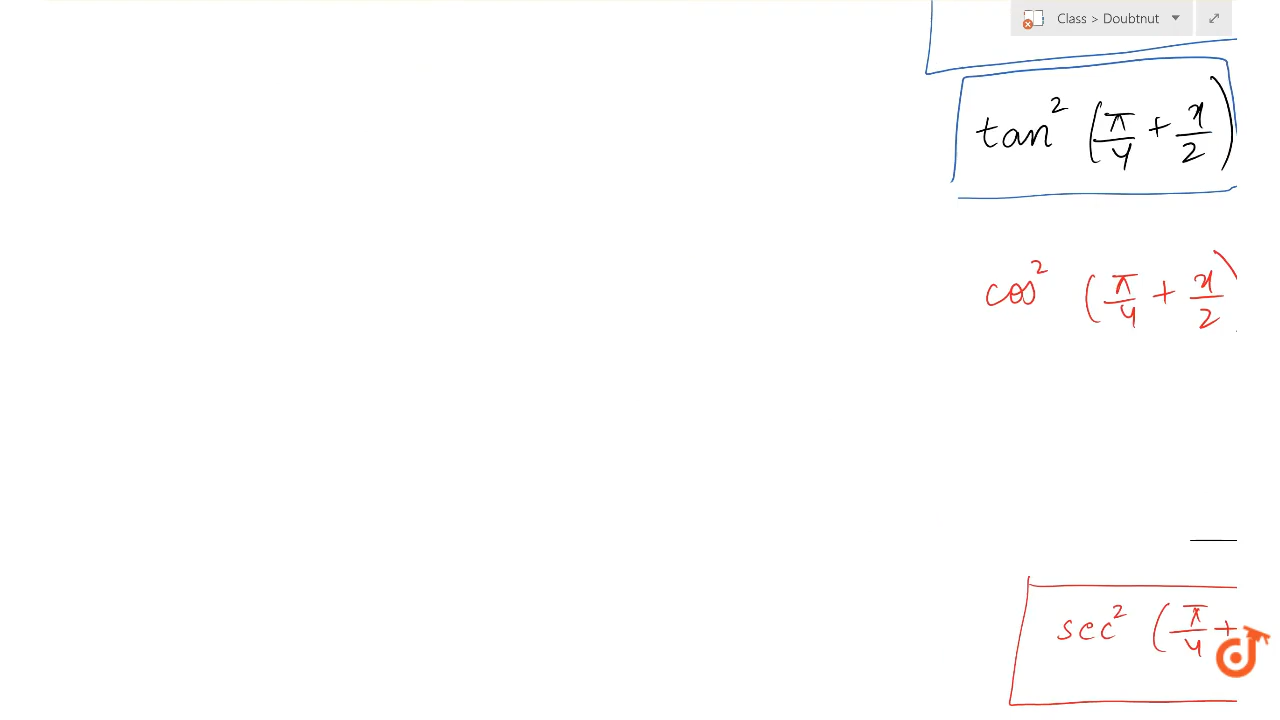 Class > Doubtnut
tan² (π/4 + x/2)
cos² (π/4 + x/2)
sec² (π/4 +